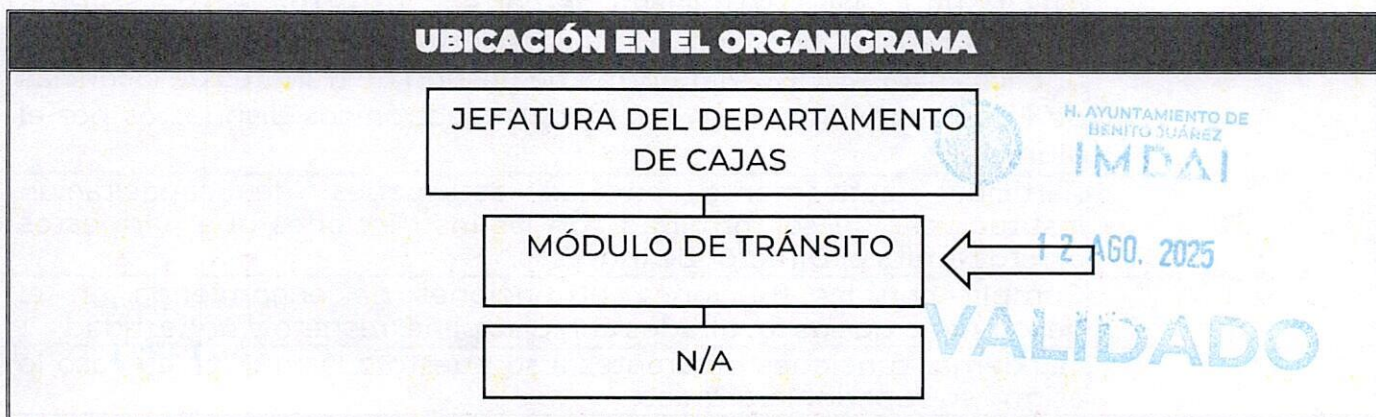 UBICACIÓN EN EL ORGANIGRAMA
JEFATURA DEL DEPARTAMENTO
DE CAJAS
H. AYUNTAMIENTO DE
BENITO JUÁREZ
IMDAI
MÓDULO DE TRÁNSITO
12 AGO. 2025
VALIDADO
N/A